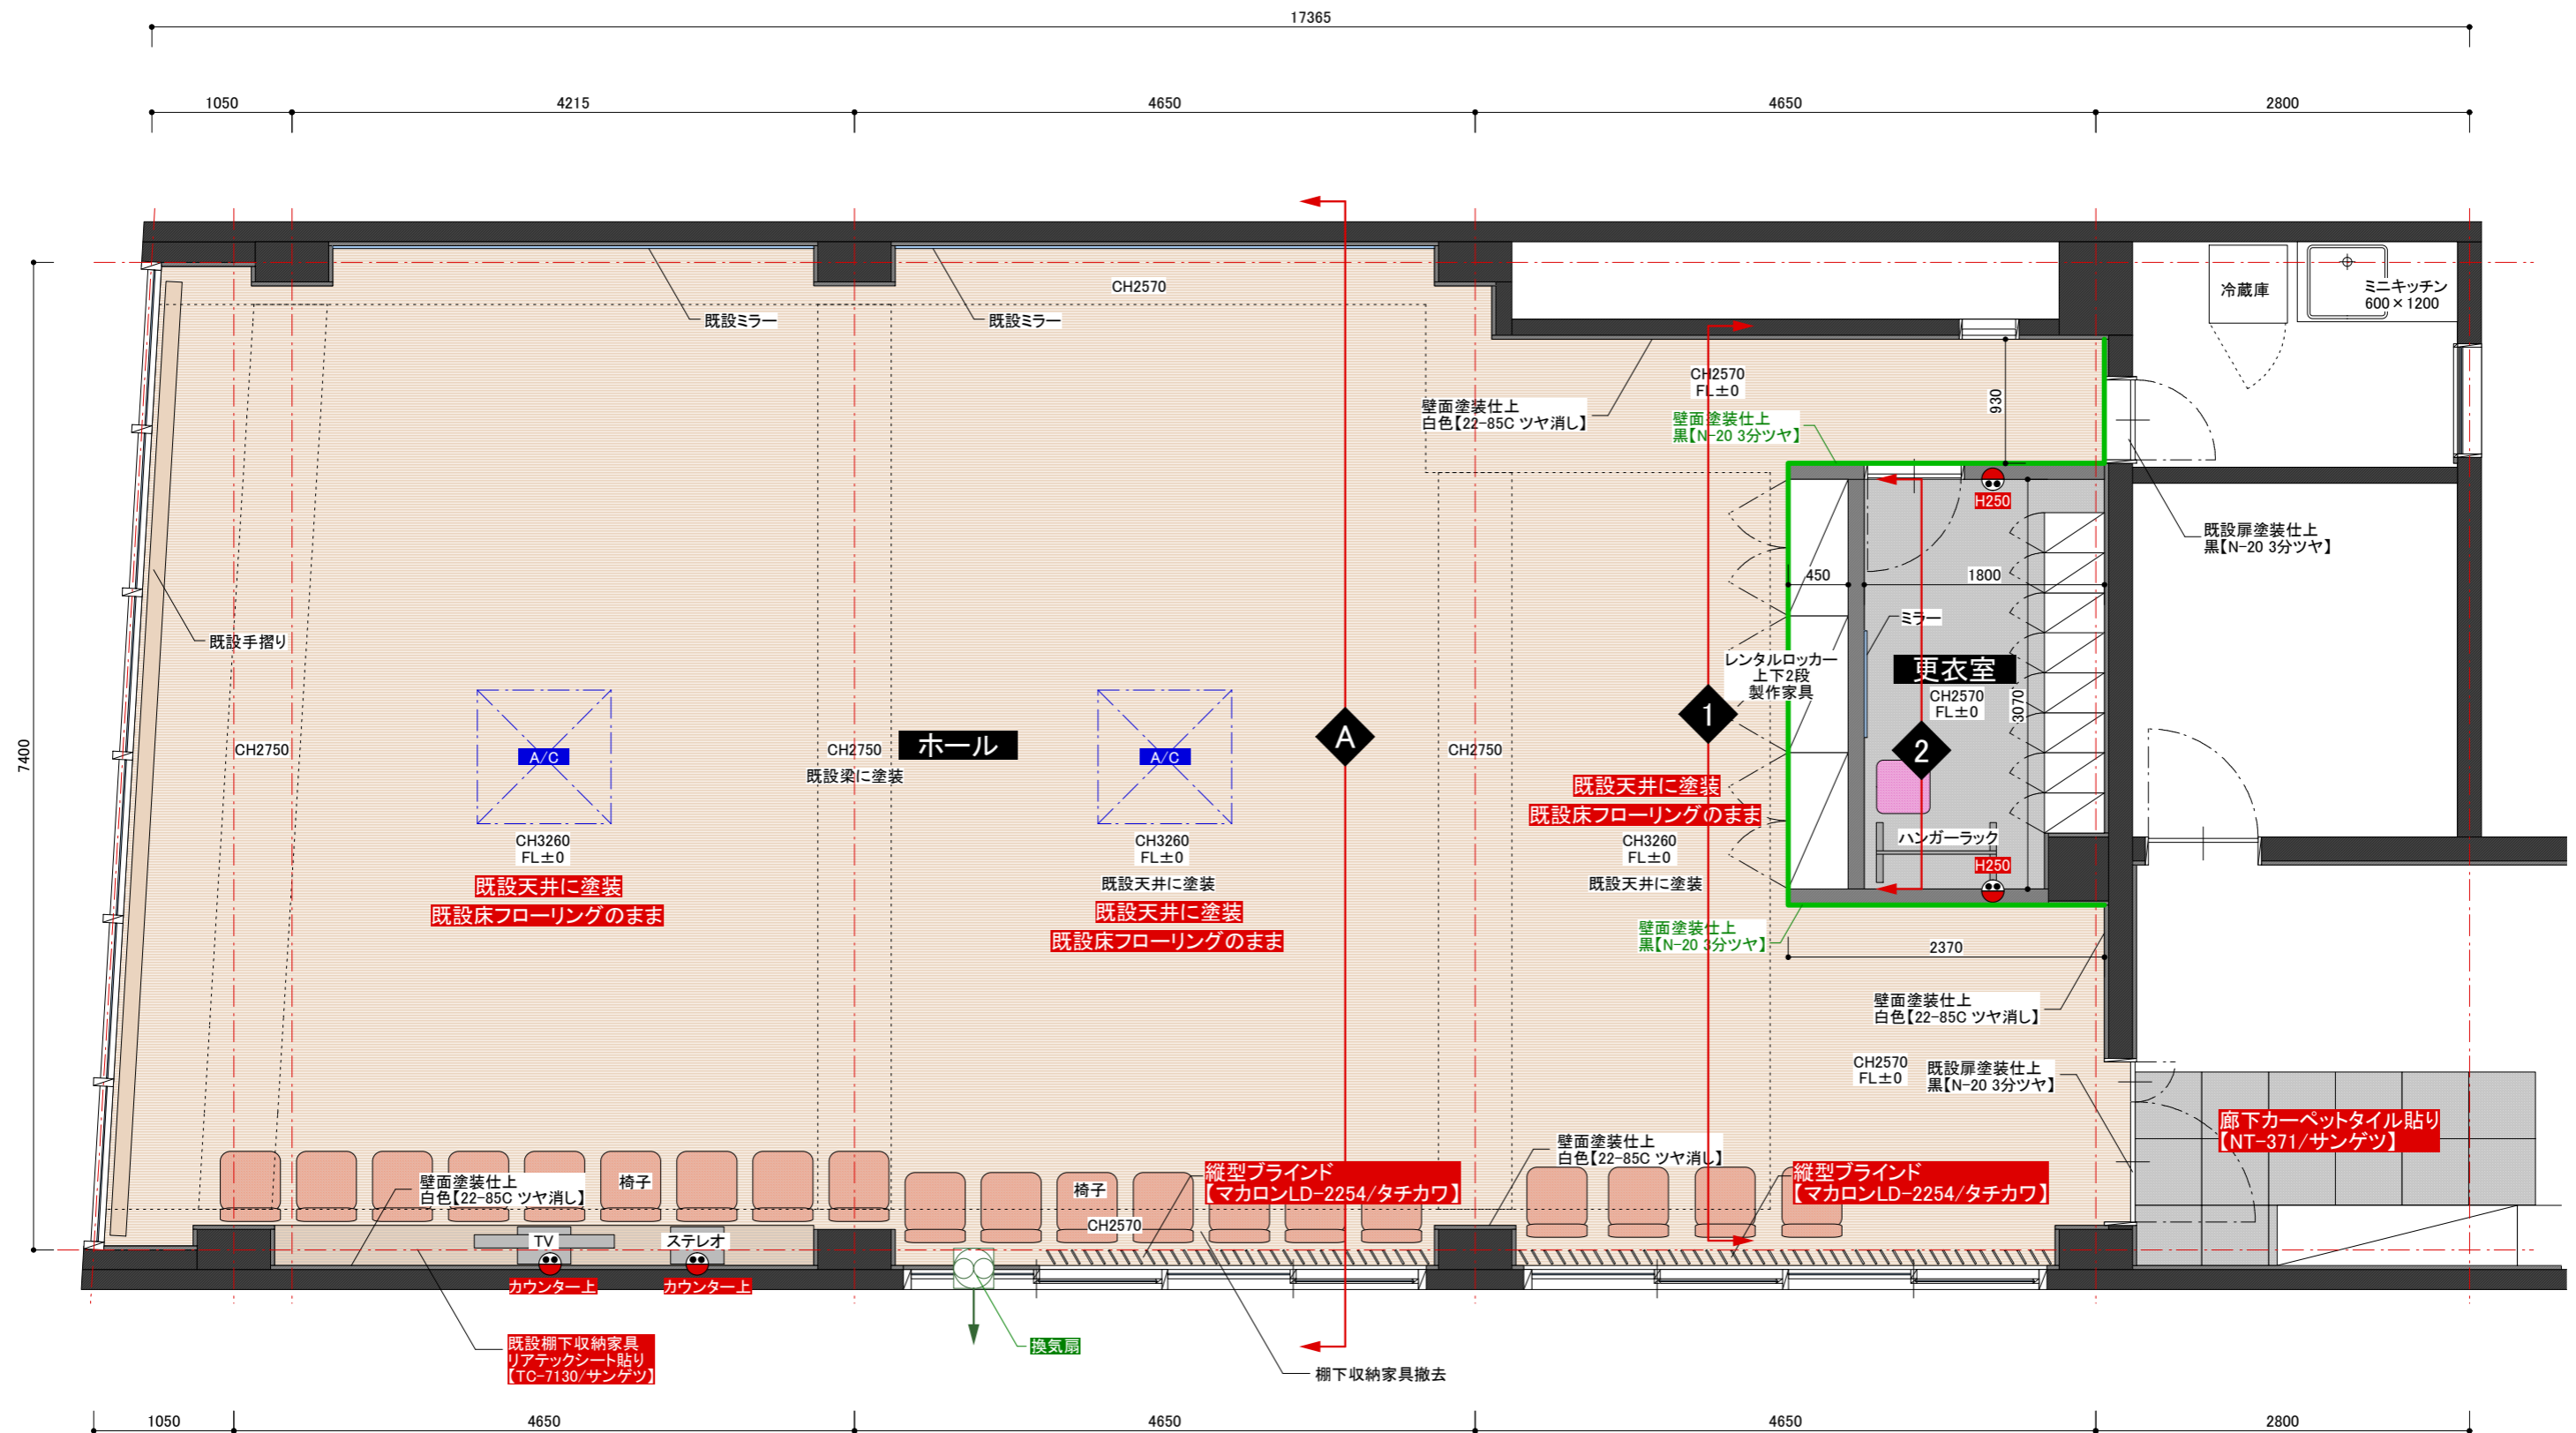 17365
1050
4215
4650
4650
2800
7400
CH2570
既設ミラー
既設ミラー
冷蔵庫
ミニキッチン
600×1200
CH2570
FL±0
930
壁面塗装仕上
白色【22-85C ツヤ消し】
壁面塗装仕上
黒【N-20 3分ツヤ】
H250
既設扉塗装仕上
黒【N-20 3分ツヤ】
450
1800
ミラー
既設手摺り
レンタルロッカー
上下2段
製作家具
更衣室
CH2570
FL±0
3070
1
2
A
CH2750
A/C
CH2750
既設梁に塗装
ホール
A/C
CH2750
既設天井に塗装
既設床フローリングのまま
ハンガーラック
H250
CH3260
FL±0
既設天井に塗装
既設床フローリングのまま
CH3260
FL±0
既設天井に塗装
既設天井に塗装
既設床フローリングのまま
CH3260
FL±0
既設天井に塗装
壁面塗装仕上
黒【N-20 3分ツヤ】
2370
壁面塗装仕上
白色【22-85C ツヤ消し】
CH2570
FL±0
既設扉塗装仕上
黒【N-20 3分ツヤ】
廊下カーペットタイル貼り
【NT-371/サンゲツ】
壁面塗装仕上
白色【22-85C ツヤ消し】
椅子
椅子
CH2570
縦型ブラインド
【マカロンLD-2254/タチカワ】
壁面塗装仕上
白色【22-85C ツヤ消し】
縦型ブラインド
【マカロンLD-2254/タチカワ】
TV
ステレオ
カウンター上
カウンター上
既設棚下収納家具
リアテックシート貼り
【TC-7130/サンゲツ】
換気扇
棚下収納家具撤去
1050
4650
4650
4650
2800